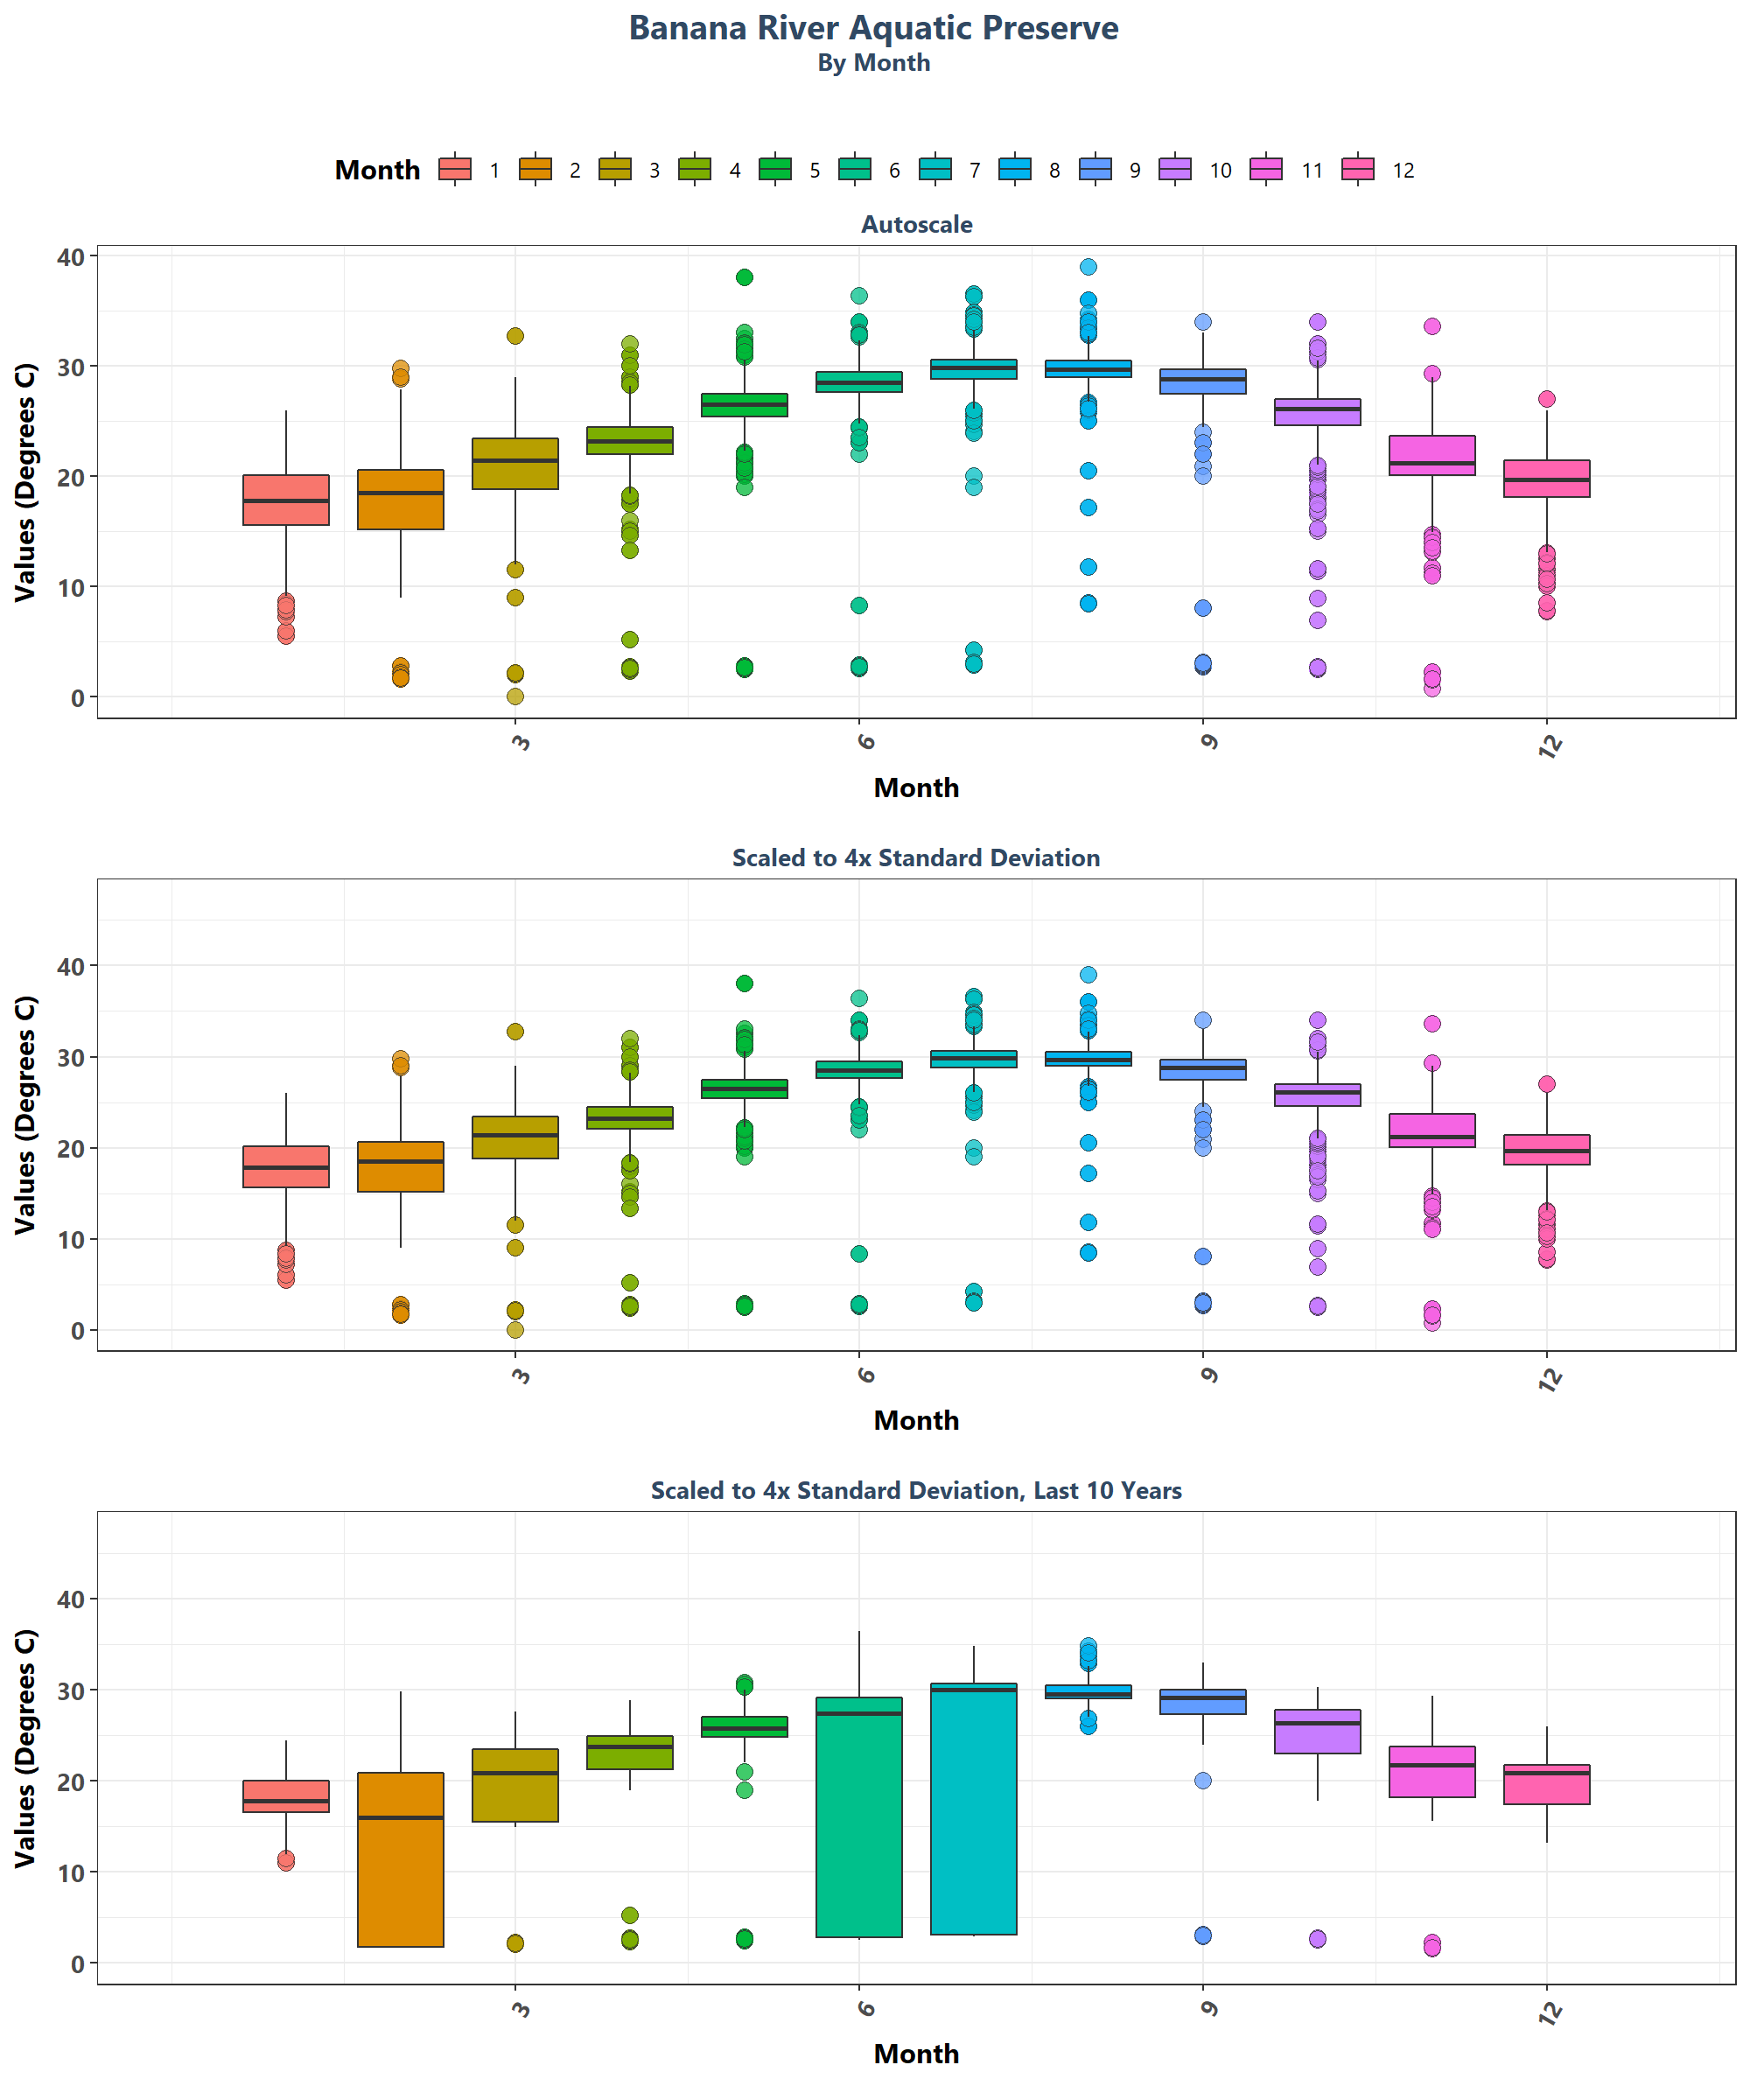 Banana River Aquatic Preserve
By Month
Month 1 2 3 4 5 6 7 8 9 10 11 12
Autoscale
Values (Degrees C)
40
30
20
10
0
3 6 9 12
Month
Scaled to 4x Standard Deviation
Values (Degrees C)
40
30
20
10
0
3 6 9 12
Month
Scaled to 4x Standard Deviation, Last 10 Years
Values (Degrees C)
40
30
20
10
0
3 6 9 12
Month